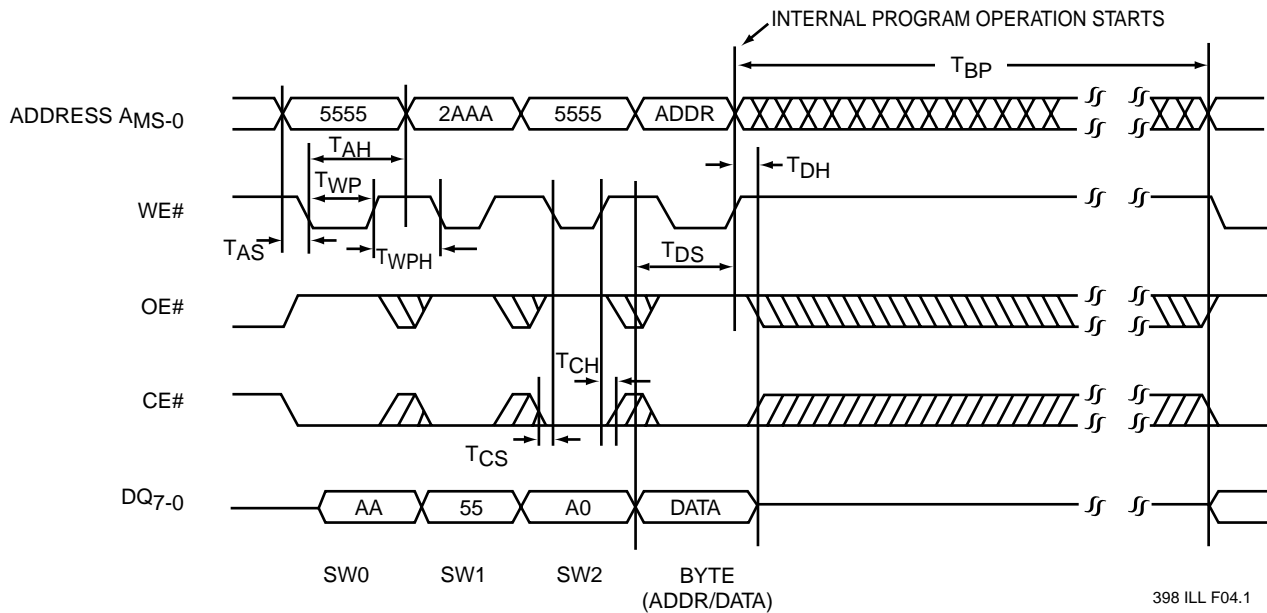 INTERNAL PROGRAM OPERATION STARTS
TBP
ADDRESS AMS-0
5555
2AAA
5555
ADDR
TAH
TDH
TWP
WE#
TAS
TWPH
TDS
OE#
TCH
CE#
TCS
DQ7-0
AA
55
A0
DATA
SW0
SW1
SW2
BYTE
(ADDR/DATA)
398 ILL F04.1